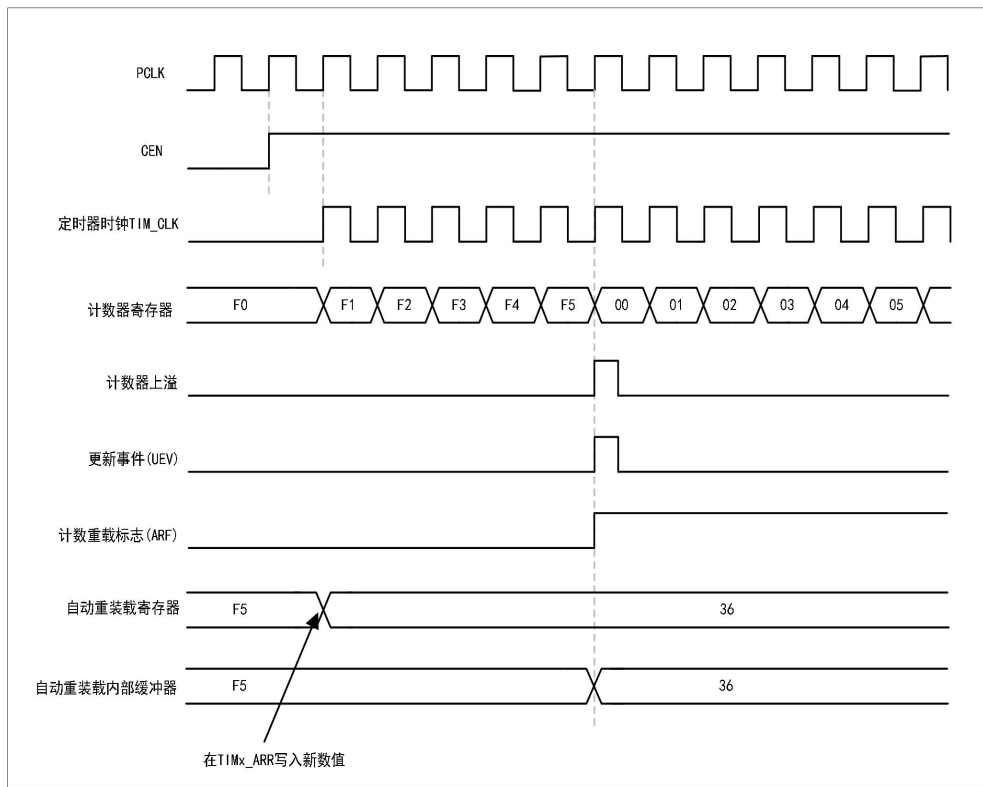 PCLK
CEN
定时器时钟TIM_CLK
计数器寄存器 F0 F1 F2 F3 F4 F5 00 01 02 03 04 05
计数器上溢
更新事件(UEV)
计数重载标志(ARF)
自动重装载寄存器 F5 36
自动重装载内部缓冲器 F5 36
在TIMx_ARR写入新数值